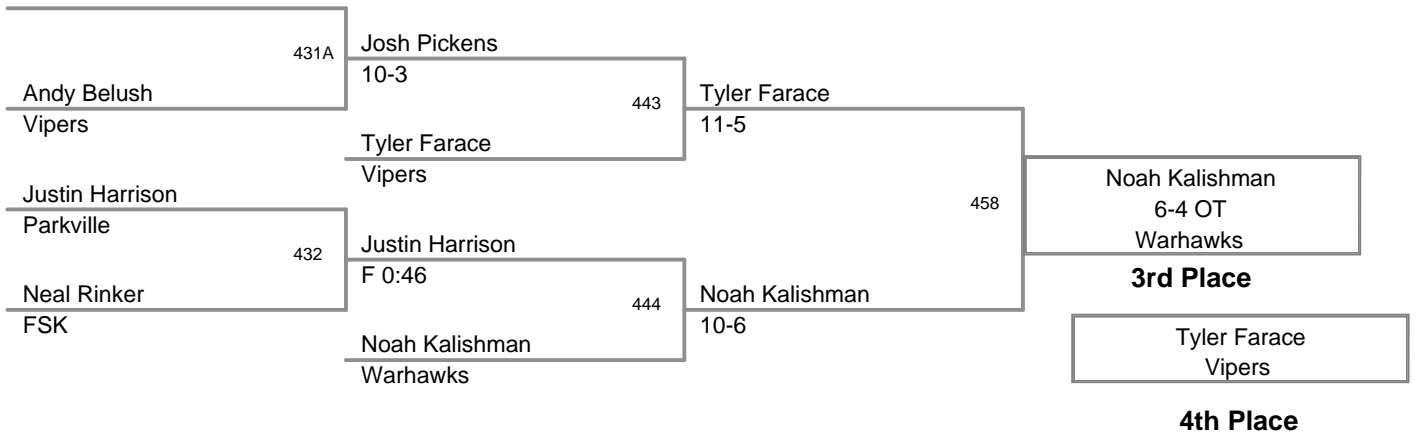 431A
Josh Pickens
10-3
Andy Belush
Vipers
443
Tyler Farace
11-5
Tyler Farace
Vipers
Justin Harrison
Parkville
458
Noah Kalishman
6-4 OT
Warhawks
3rd Place
432
Justin Harrison
F 0:46
Neal Rinker
FSK
444
Noah Kalishman
10-6
Noah Kalishman
Warhawks
Tyler Farace
Vipers
4th Place